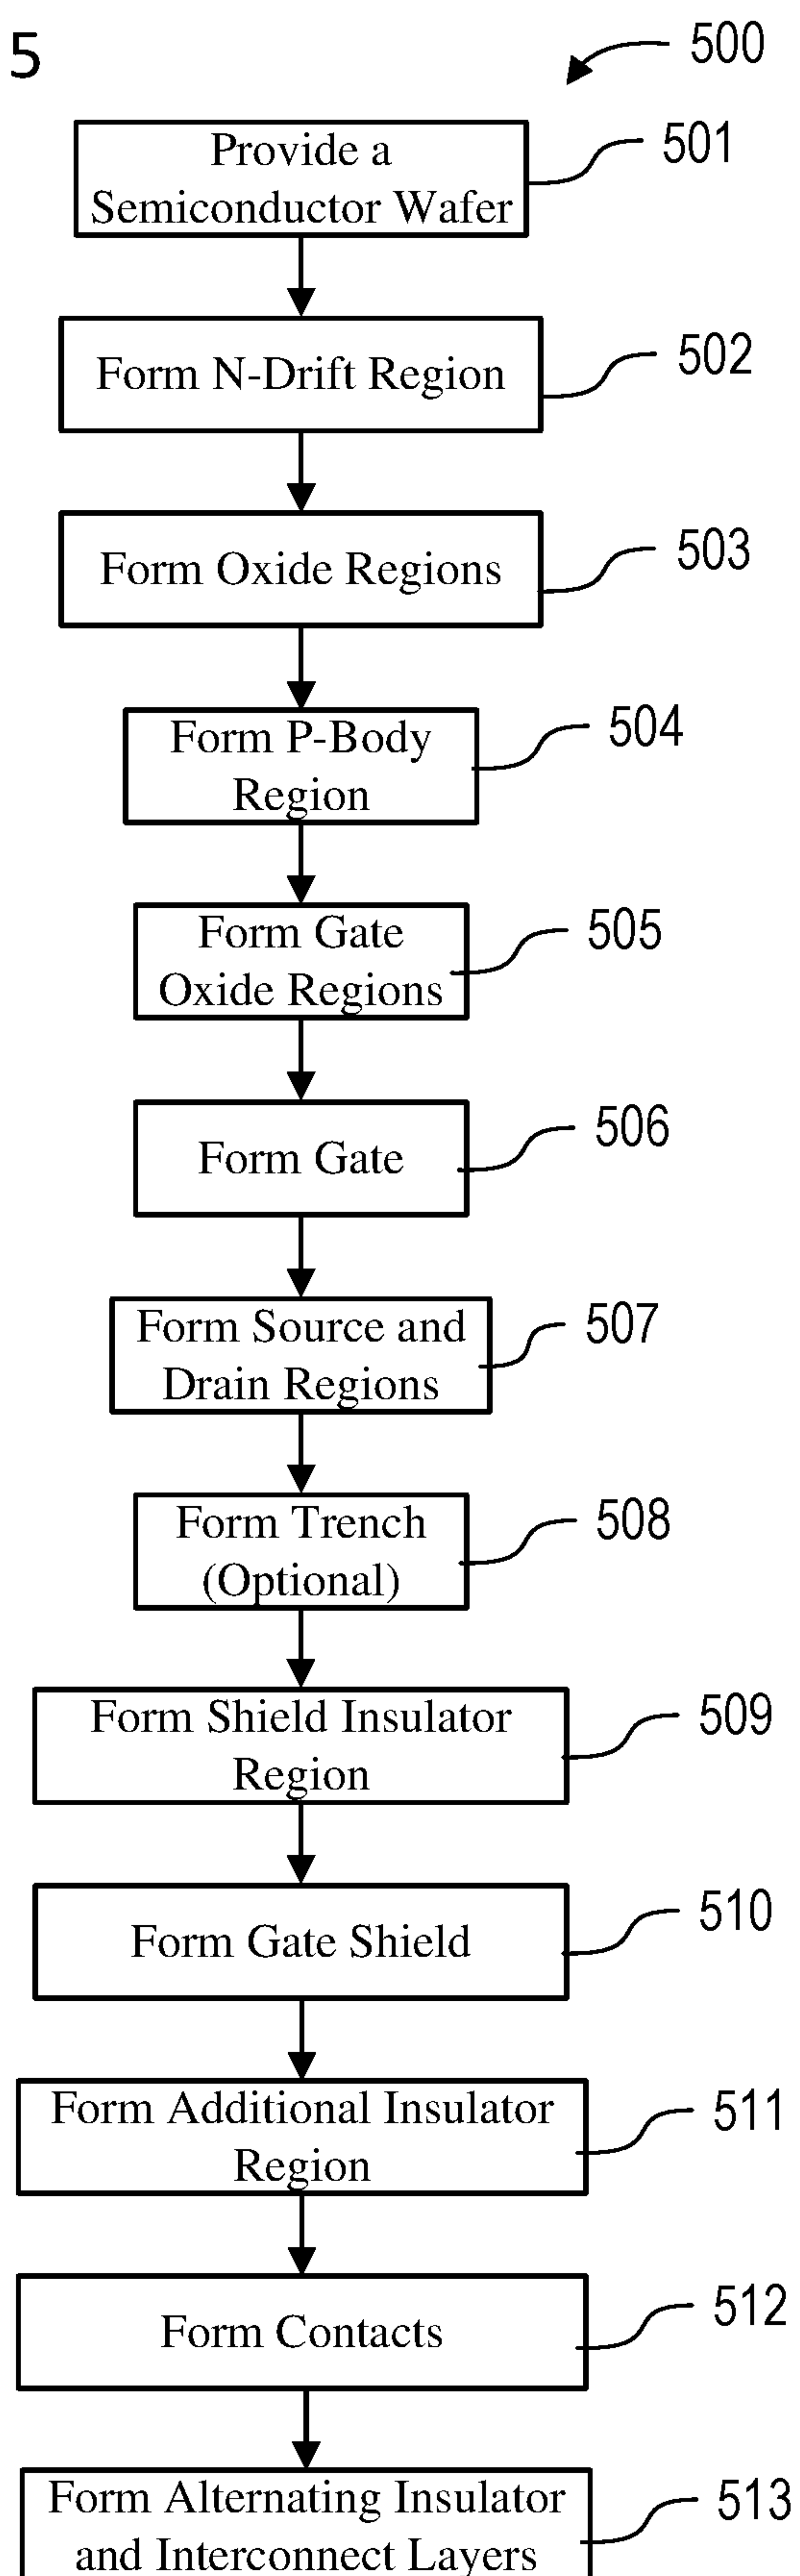 5
500
Provide a
Semiconductor Wafer
501
Form N-Drift Region
502
Form Oxide Regions
503
Form P-Body
Region
504
Form Gate
Oxide Regions
505
Form Gate
506
Form Source and
Drain Regions
507
Form Trench
(Optional)
508
Form Shield Insulator
Region
509
Form Gate Shield
510
Form Additional Insulator
Region
511
Form Contacts
512
Form Alternating Insulator
and Interconnect Layers
513